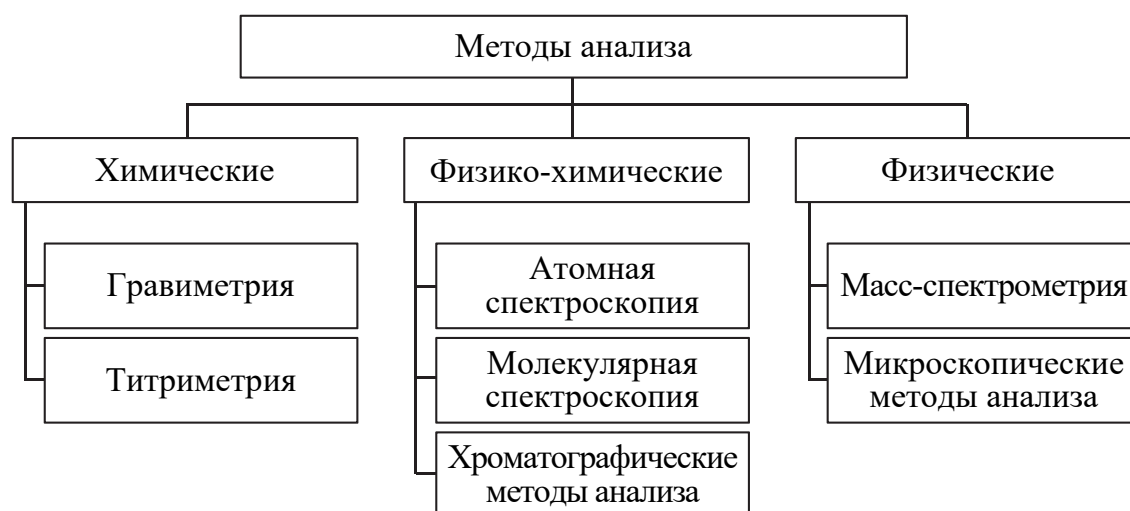 Методы анализа
Химические
Физико-химические
Физические
Гравиметрия
Титриметрия
Атомная
спектроскопия
Молекулярная
спектроскопия
Хроматографические
методы анализа
Масс-спектрометрия
Микроскопические
методы анализа